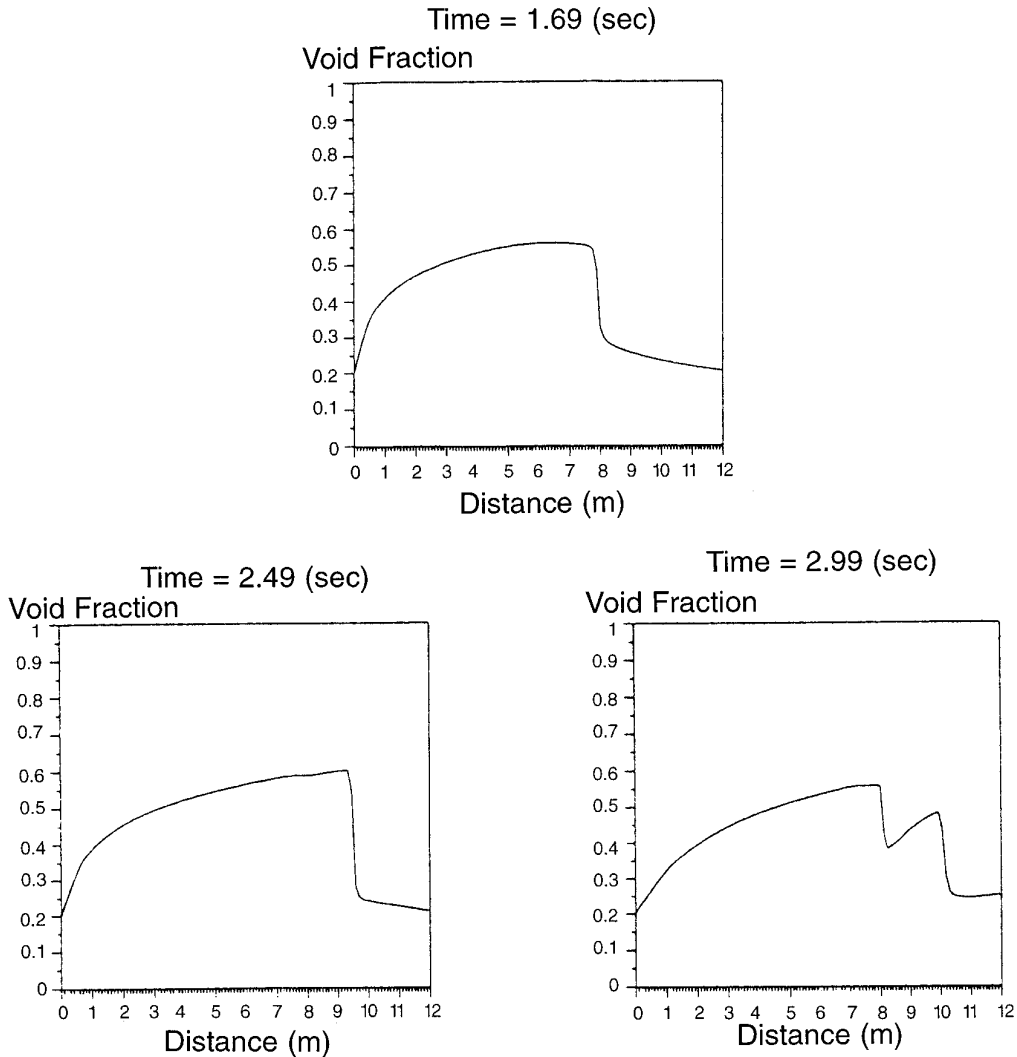 Time = 1.69 (sec)
Void Fraction
1
0.9
0.8
0.7
0.6
0.5
0.4
0.3
0.2
0.1
0
0 1 2 3 4 5 6 7 8 9 10 11 12
Distance (m)
Time = 2.49 (sec)
Void Fraction
1
0.9
0.8
0.7
0.6
0.5
0.4
0.3
0.2
0.1
0
0 1 2 3 4 5 6 7 8 9 10 11 12
Distance (m)
Time = 2.99 (sec)
Void Fraction
1
0.9
0.8
0.7
0.6
0.5
0.4
0.3
0.2
0.1
0
0 1 2 3 4 5 6 7 8 9 10 11 12
Distance (m)